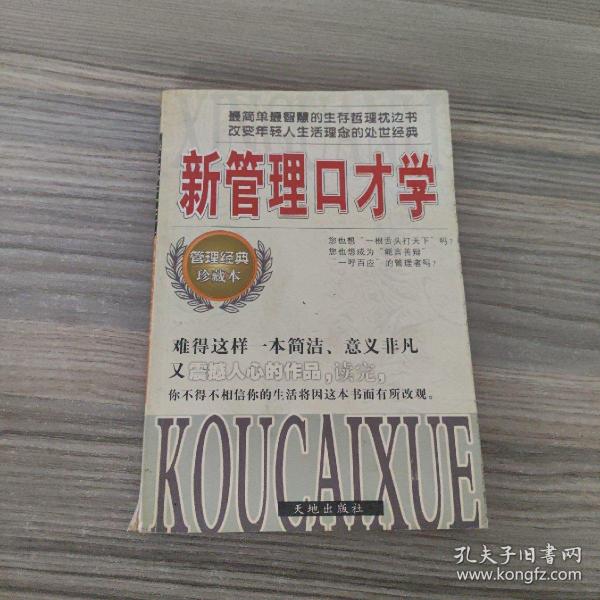 最简单最智慧的生存哲理枕边书
改变年轻人生活理念的处世经典
新管理口才学
您也想“一根舌头打天下”吗？
您也想成为“能言善辩”
“一呼百应”的管理者吗？
管理经典
珍藏本
难得这样一本简洁、意义非凡
又震撼人心的作品，读完，
你不得不相信你的生活将因这本书而有所改观。
KOUCAIXUE
天地出版社
孔夫子旧书网
www.kongfz.com